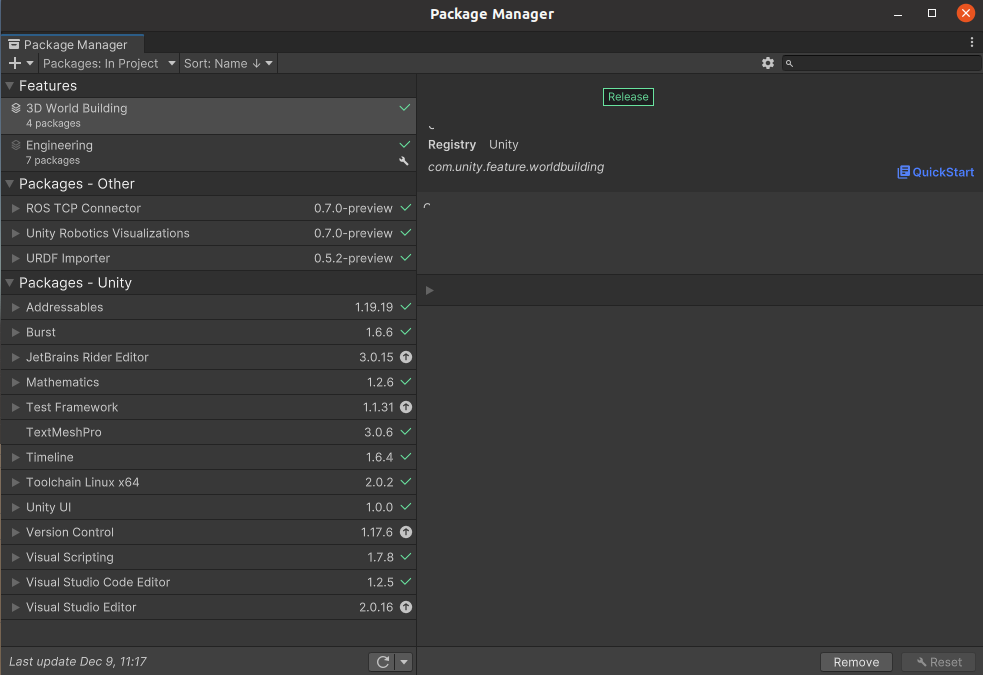 Package Manager
Package Manager
Packages: In Project
Sort: Name ↓
Features
3D World Building
4 packages
Engineering
7 packages
Packages - Other
ROS TCP Connector 0.7.0-preview
Unity Robotics Visualizations 0.7.0-preview
URDF Importer 0.5.2-preview
Packages - Unity
Addressables 1.19.19
Burst 1.6.6
JetBrains Rider Editor 3.0.15
Mathematics 1.2.6
Test Framework 1.1.31
TextMeshPro 3.0.6
Timeline 1.6.4
Toolchain Linux x64 2.0.2
Unity UI 1.0.0
Version Control 1.17.6
Visual Scripting 1.7.8
Visual Studio Code Editor 1.2.5
Visual Studio Editor 2.0.16
Last update Dec 9, 11:17
Release
Registry Unity
com.unity.feature.worldbuilding
QuickStart
Remove
Reset